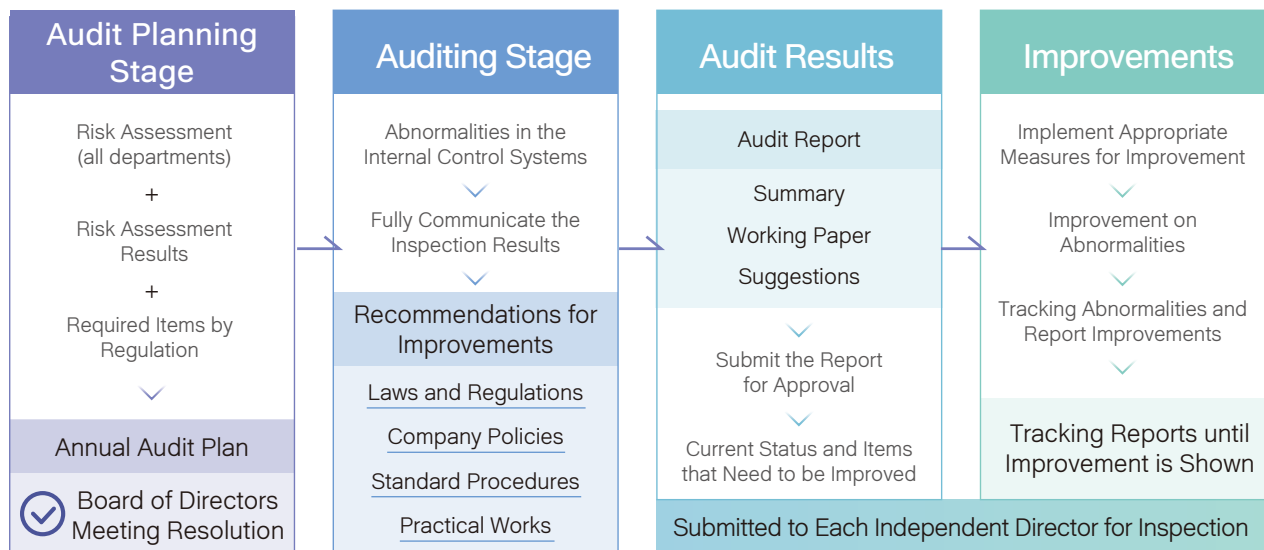 Audit Planning
Stage
Risk Assessment
(all departments)
+
Risk Assessment
Results
+
Required Items by
Regulation
Annual Audit Plan
Board of Directors
Meeting Resolution
Auditing Stage
Abnormalities in the
Internal Control Systems
Fully Communicate the
Inspection Results
Recommendations for
Improvements
Laws and Regulations
Company Policies
Standard Procedures
Practical Works
Audit Results
Audit Report
Summary
Working Paper
Suggestions
Submit the Report
for Approval
Current Status and Items
that Need to be Improved
Improvements
Implement Appropriate
Measures for Improvement
Improvement on
Abnormalities
Tracking Abnormalities and
Report Improvements
Tracking Reports until
Improvement is Shown
Submitted to Each Independent Director for Inspection